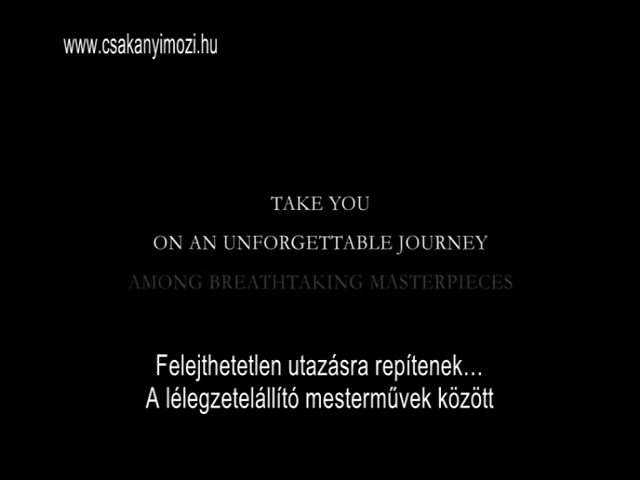 www.csakanyimozi.hu
TAKE YOU
ON AN UNFORGETTABLE JOURNEY
AMONG BREATHTAKING MASTERPIECES
Felejthetetlen utazásra repítenek...
A lélegzetelállító mesterművek között